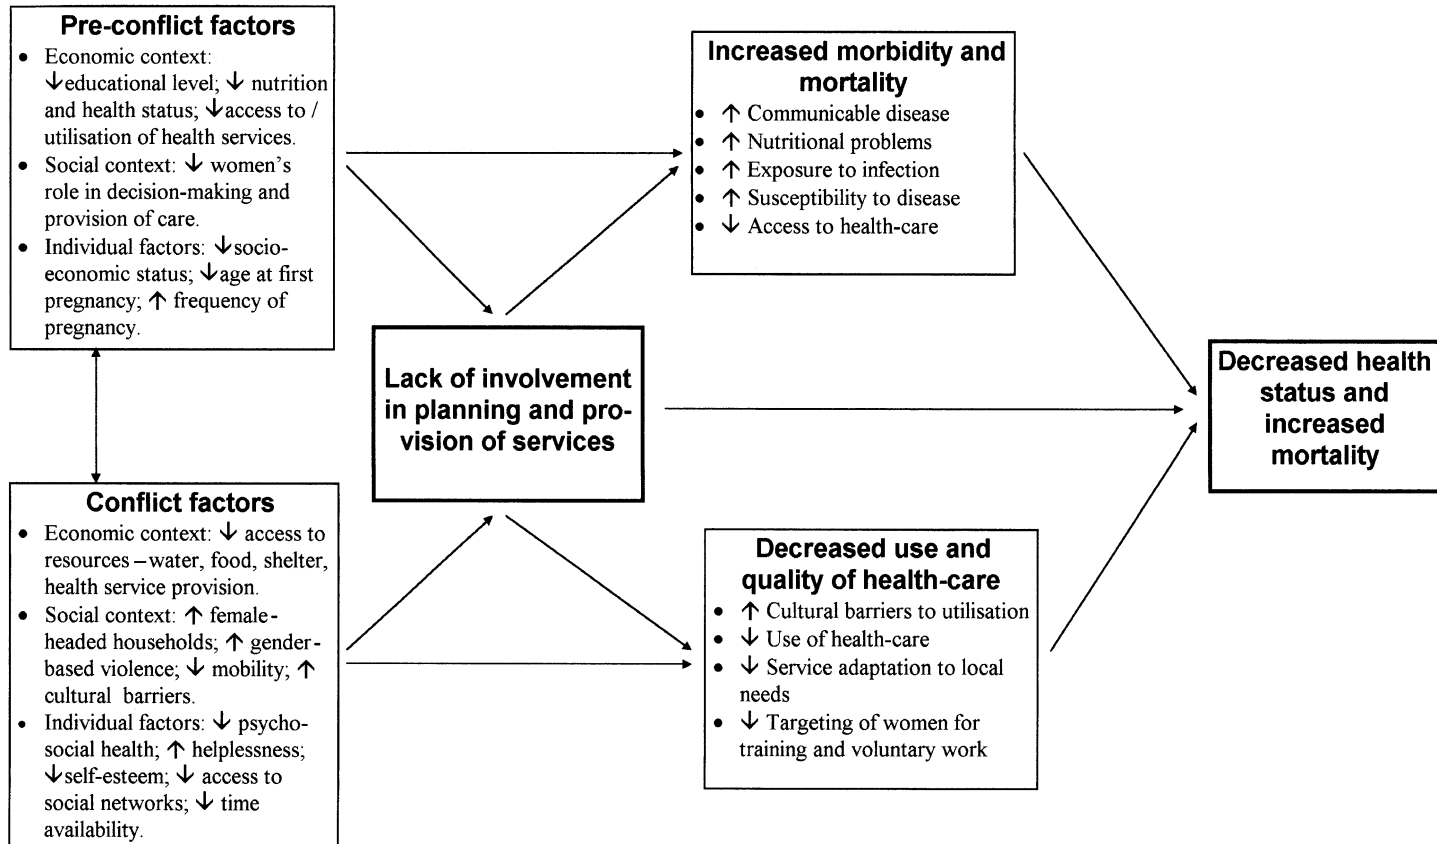 Pre-conflict factors
• Economic context:
↓educational level; ↓ nutrition
and health status; ↓access to /
utilisation of health services.
• Social context: ↓ women's
role in decision-making and
provision of care.
• Individual factors: ↓socio-
economic status; ↓age at first
pregnancy; ↑ frequency of
pregnancy.
Increased morbidity and
mortality
• ↑ Communicable disease
• ↑ Nutritional problems
• ↑ Exposure to infection
• ↑ Susceptibility to disease
• ↓ Access to health-care
Lack of involvement
in planning and pro-
vision of services
Decreased health
status and
increased
mortality
Conflict factors
• Economic context: ↓ access to
resources – water, food, shelter,
health service provision.
• Social context: ↑ female-
headed households; ↑ gender-
based violence; ↓ mobility; ↑
cultural barriers.
• Individual factors: ↓ psycho-
social health; ↑ helplessness;
↓self-esteem; ↓ access to
social networks; ↓ time
availability.
Decreased use and
quality of health-care
• ↑ Cultural barriers to utilisation
• ↓ Use of health-care
• ↓ Service adaptation to local
needs
• ↓ Targeting of women for
training and voluntary work